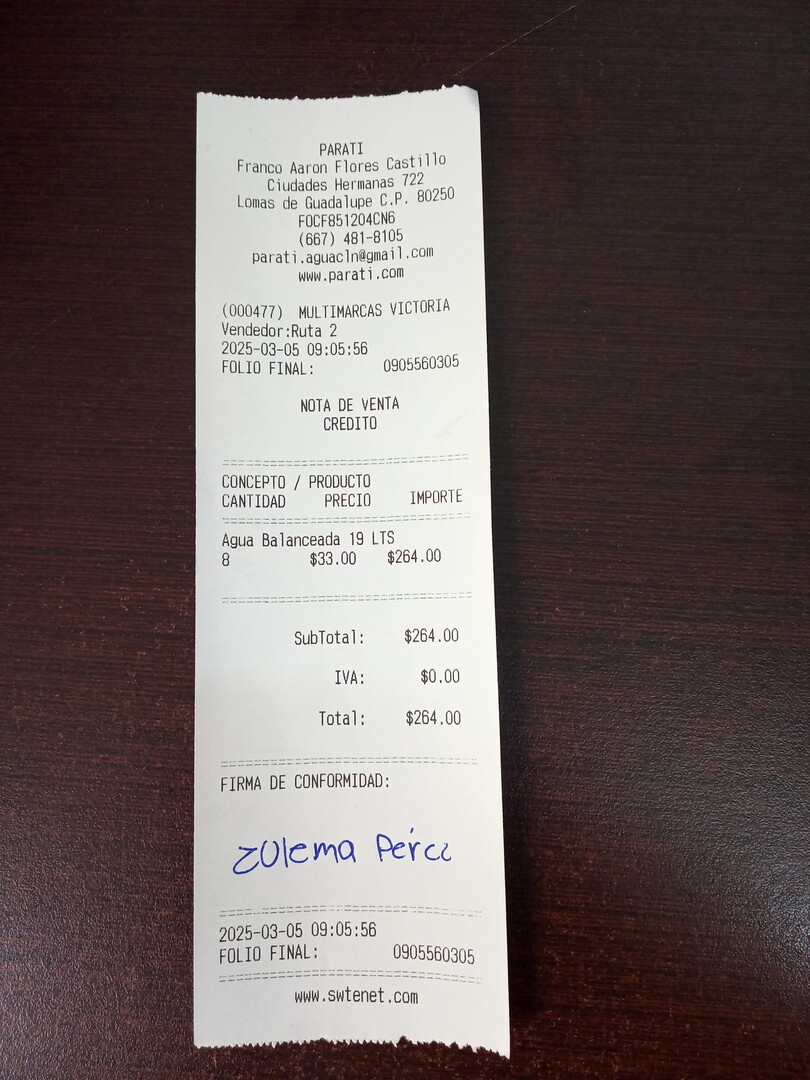 PARATI
Franco Aaron Flores Castillo
Ciudades Hermanas 722
Lomas de Guadalupe C.P. 80250
FOCF851204CN6
(667) 481-8105
parati.aguacln@gmail.com
www.parati.com
(000477) MULTIMARCAS VICTORIA
Vendedor:Ruta 2
2025-03-05 09:05:56
FOLIO FINAL: 0905560305
NOTA DE VENTA
CREDITO
CONCEPTO / PRODUCTO
CANTIDAD PRECIO IMPORTE
Agua Balanceada 19 LTS
8 $33.00 $264.00
SubTotal: $264.00
IVA: $0.00
Total: $264.00
FIRMA DE CONFORMIDAD:
Zulema Pérez
2025-03-05 09:05:56
FOLIO FINAL: 0905560305
www.swtenet.com